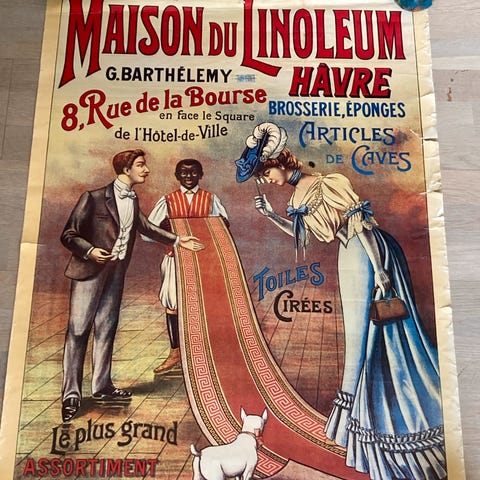 MAISON DU LINOLEUM
G. BARTHÉLEMY HÂVRE
8, Rue de la Bourse
en face le Square
de l'Hôtel-de-Ville
BROSSERIE, ÉPONGES
ARTICLES
DE CAVES
TOILES
CIRÉES
Le plus grand
ASSORTIMENT